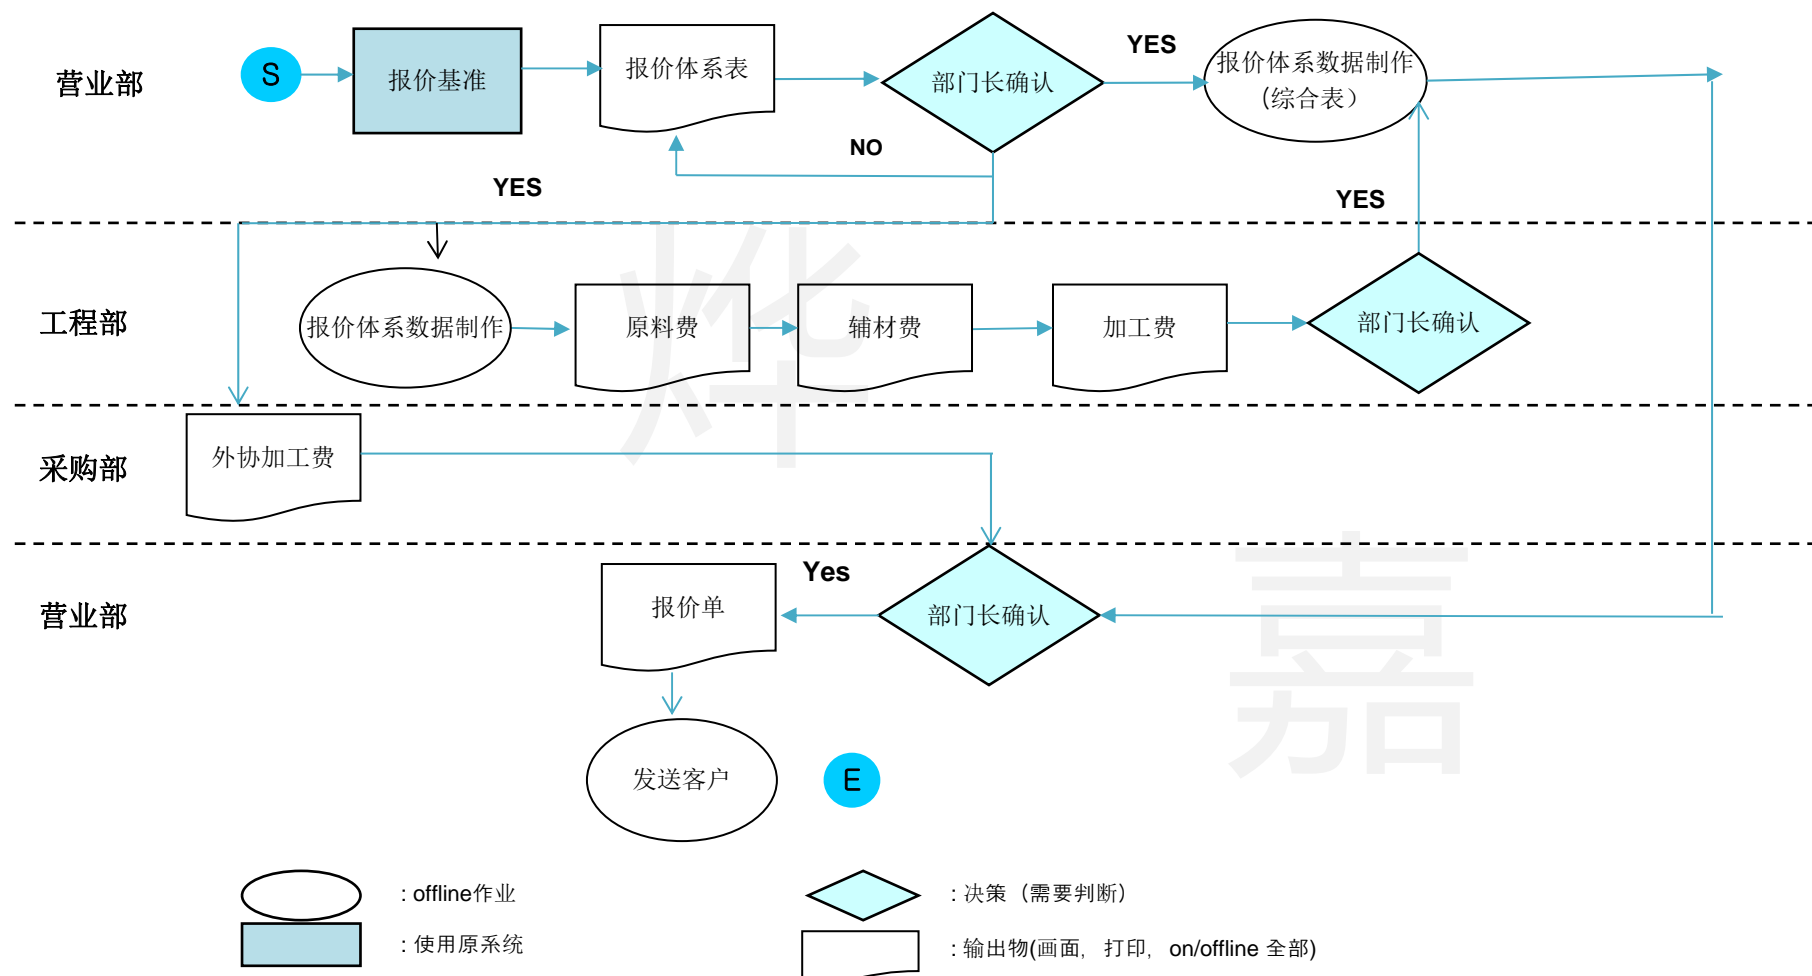 营业部
S
报价基准
报价体系表
部门长确认
YES
报价体系数据制作
(综合表）
NO
YES
YES
工程部
报价体系数据制作
原料费
辅材费
加工费
部门长确认
采购部
外协加工费
营业部
报价单
Yes
部门长确认
发送客户
E
: offline作业
: 决策（需要判断）
: 使用原系统
: 输出物(画面， 打印， on/offline 全部)
烨
嘉